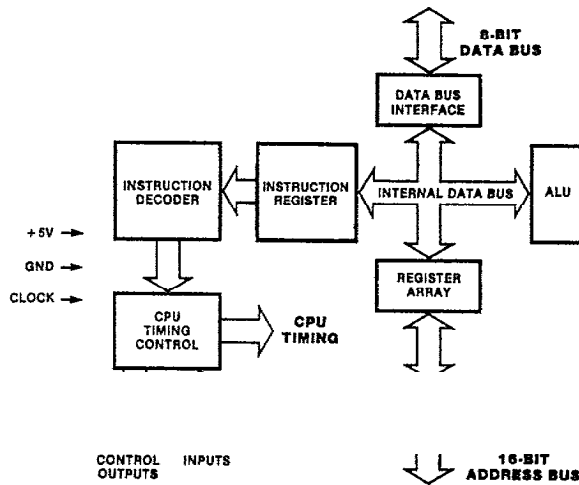 8-BIT
DATA BUS
DATA BUS
INTERFACE
INSTRUCTION
DECODER
INSTRUCTION
REGISTER
INTERNAL DATA BUS
ALU
+5V
GND
CLOCK
REGISTER
ARRAY
CPU
TIMING
CONTROL
CPU
TIMING
CONTROL INPUTS
OUTPUTS
16-BIT
ADDRESS BUS